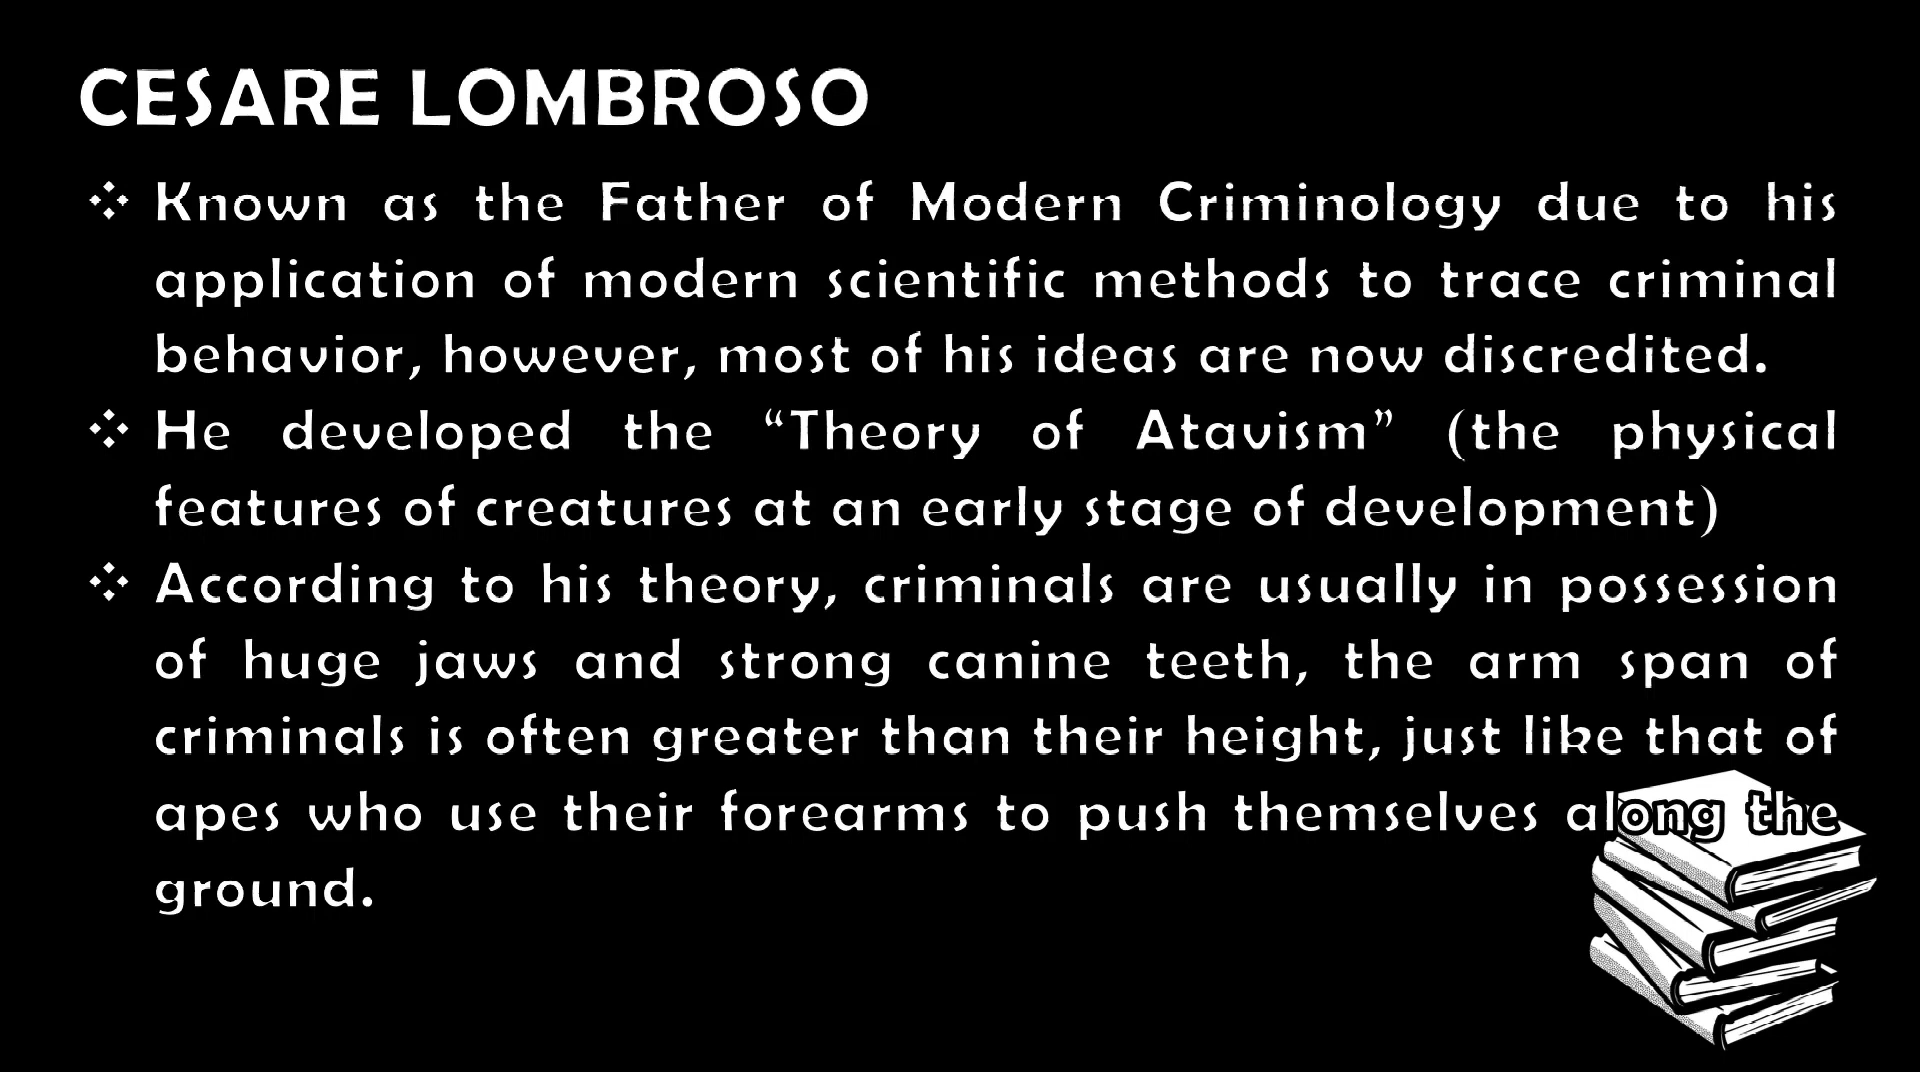 CESARE LOMBROSO
❖ Known as the Father of Modern Criminology due to his
application of modern scientific methods to trace criminal
behavior, however, most of his ideas are now discredited.
❖ He developed the “Theory of Atavism” (the physical
features of creatures at an early stage of development)
❖ According to his theory, criminals are usually in possession
of huge jaws and strong canine teeth, the arm span of
criminals is often greater than their height, just like that of
apes who use their forearms to push themselves along the
ground.